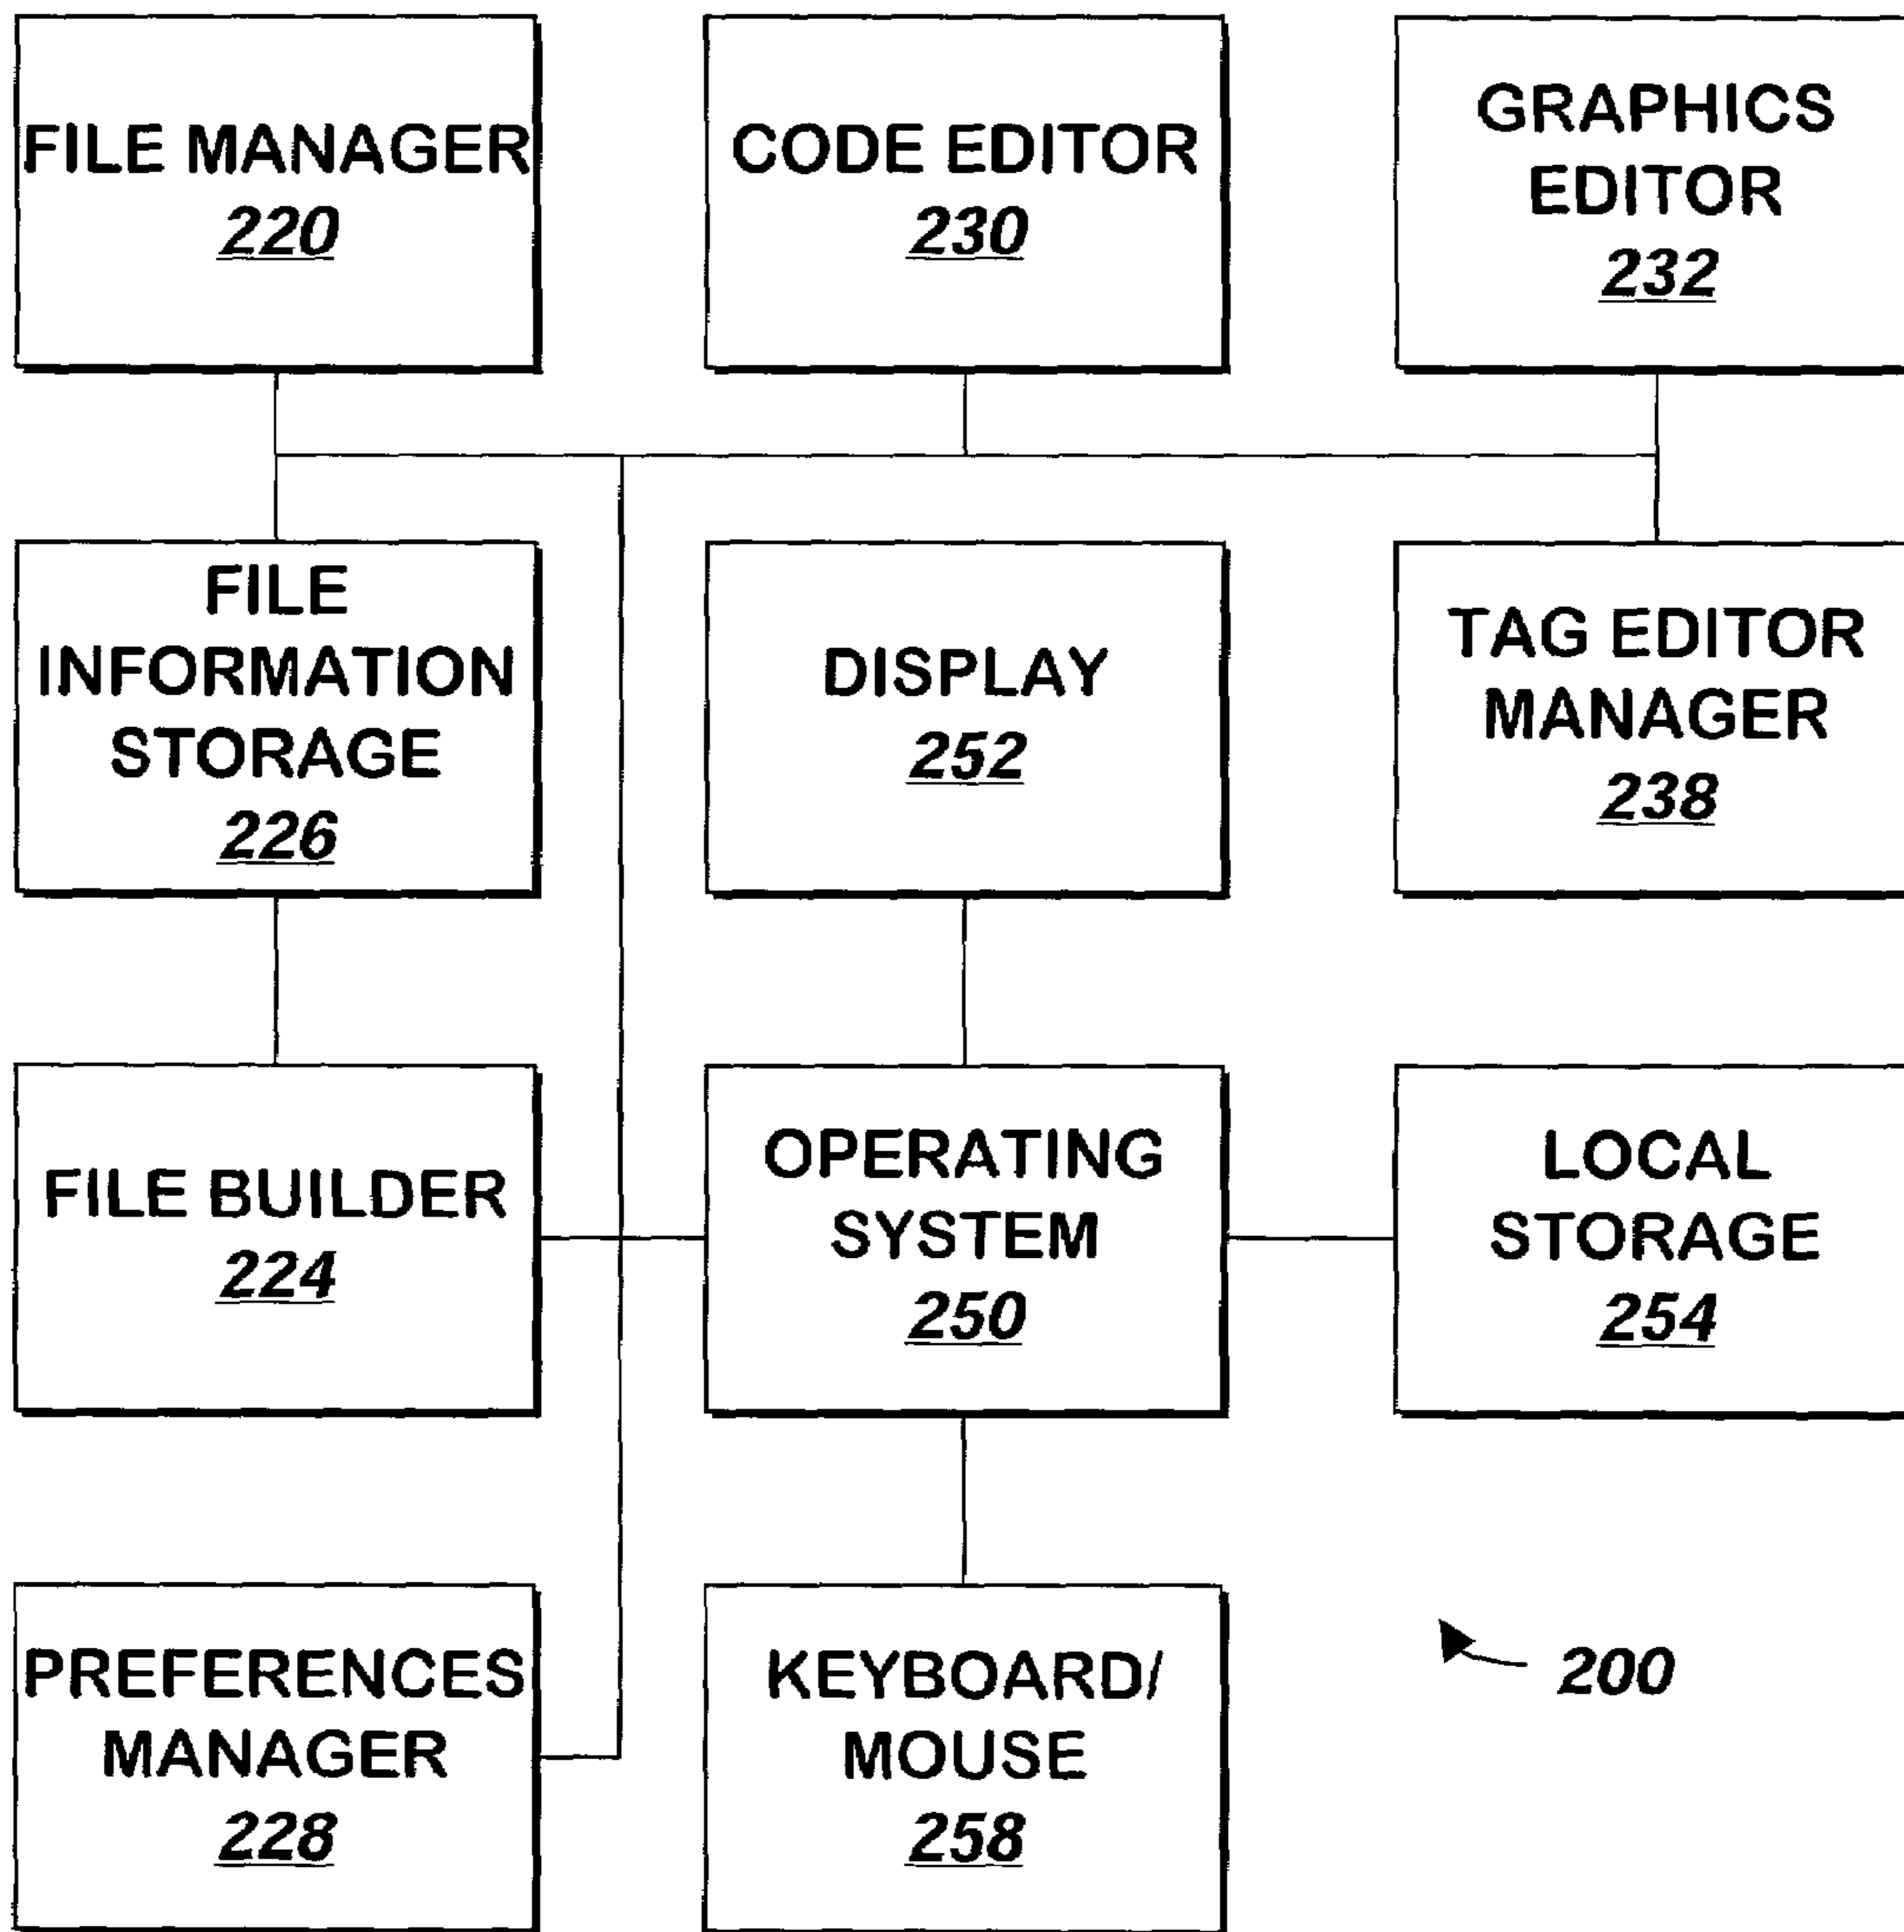 FILE MANAGER
220
CODE EDITOR
230
GRAPHICS
EDITOR
232
FILE
INFORMATION
STORAGE
226
DISPLAY
252
TAG EDITOR
MANAGER
238
FILE BUILDER
224
OPERATING
SYSTEM
250
LOCAL
STORAGE
254
PREFERENCES
MANAGER
228
KEYBOARD/
MOUSE
258
200